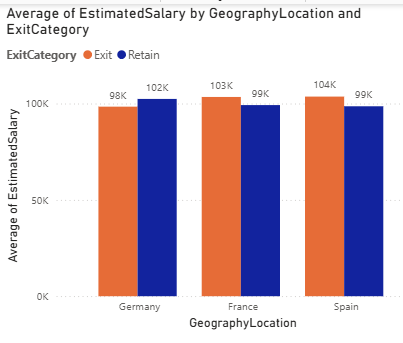 Average of EstimatedSalary by GeographyLocation and
ExitCategory
ExitCategory Exit Retain
98K 102K 103K 99K 104K 99K
100K
50K
0K
Average of EstimatedSalary
Germany France Spain
GeographyLocation